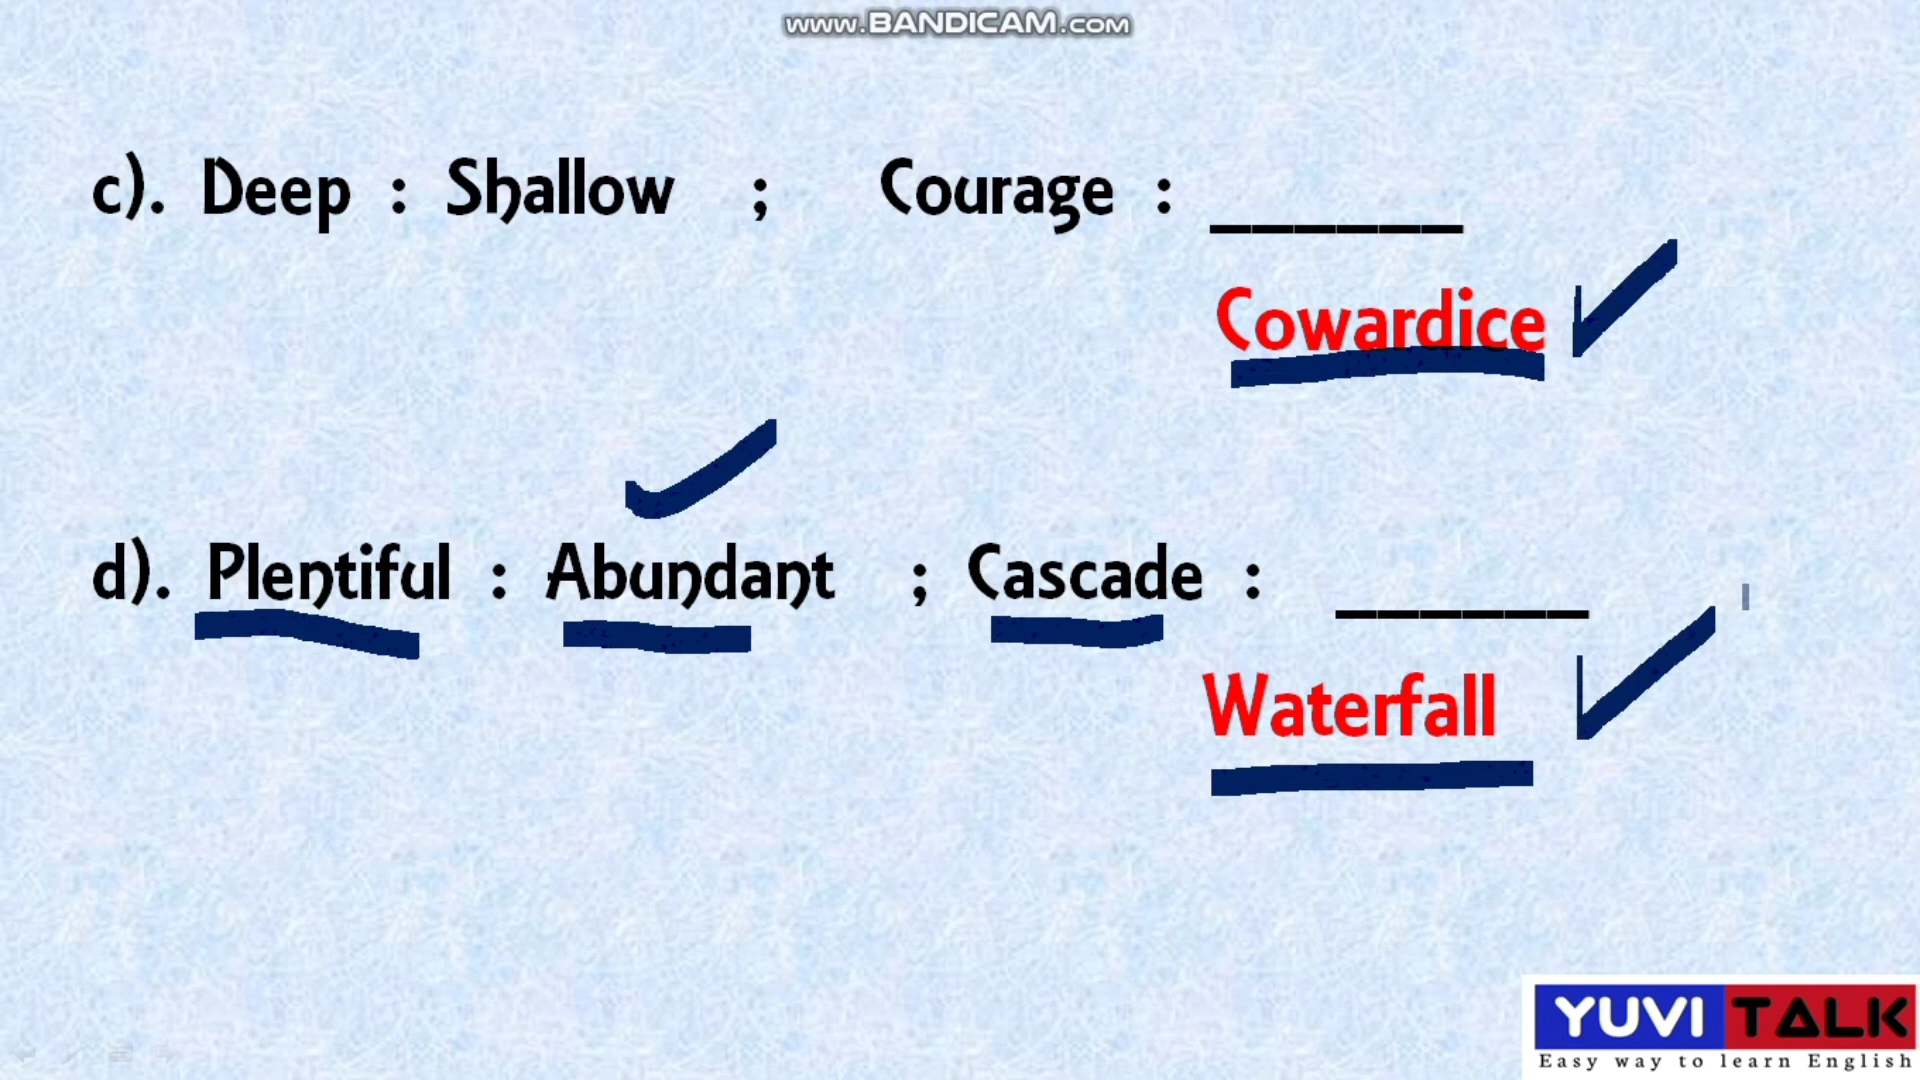 www.BANDICAM.com
c). Deep : Shallow ; Courage : ______
Cowardice
d). Plentiful : Abundant ; Cascade : ______
Waterfall
YUVI TALK
Easy way to learn English